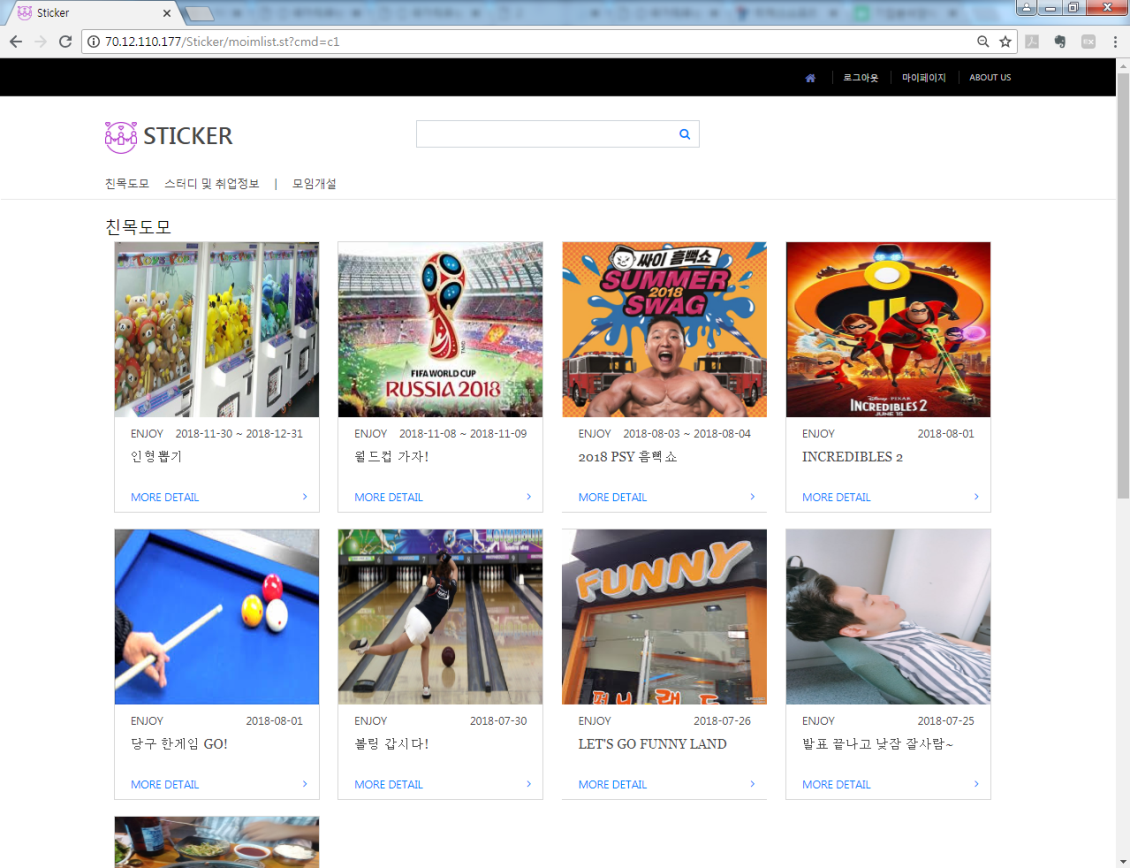 Sticker
70.12.110.177/Sticker/moimlist.st?cmd=c1
로그아웃 마이페이지 ABOUT US
STICKER
친목도모 스터디 및 취업정보 | 모임개설
친목도모
싸이 흠뻑쇼
SUMMER
2018
SWAG
FIFA WORLD CUP
RUSSIA 2018
DISNEY PIXAR
INCREDIBLES 2
JUNE 15
ENJOY 2018-11-30 ~ 2018-12-31
인형뽑기
MORE DETAIL
ENJOY 2018-11-08 ~ 2018-11-09
월드컵 가자!
MORE DETAIL
ENJOY 2018-08-03 ~ 2018-08-04
2018 PSY 흠뻑쇼
MORE DETAIL
ENJOY 2018-08-01
INCREDIBLES 2
MORE DETAIL
FUNNY
펀니랜드
ENJOY 2018-08-01
당구 한게임 GO!
MORE DETAIL
ENJOY 2018-07-30
볼링 갑시다!
MORE DETAIL
ENJOY 2018-07-26
LET'S GO FUNNY LAND
MORE DETAIL
ENJOY 2018-07-25
발표 끝나고 낮잠 잘사람~
MORE DETAIL